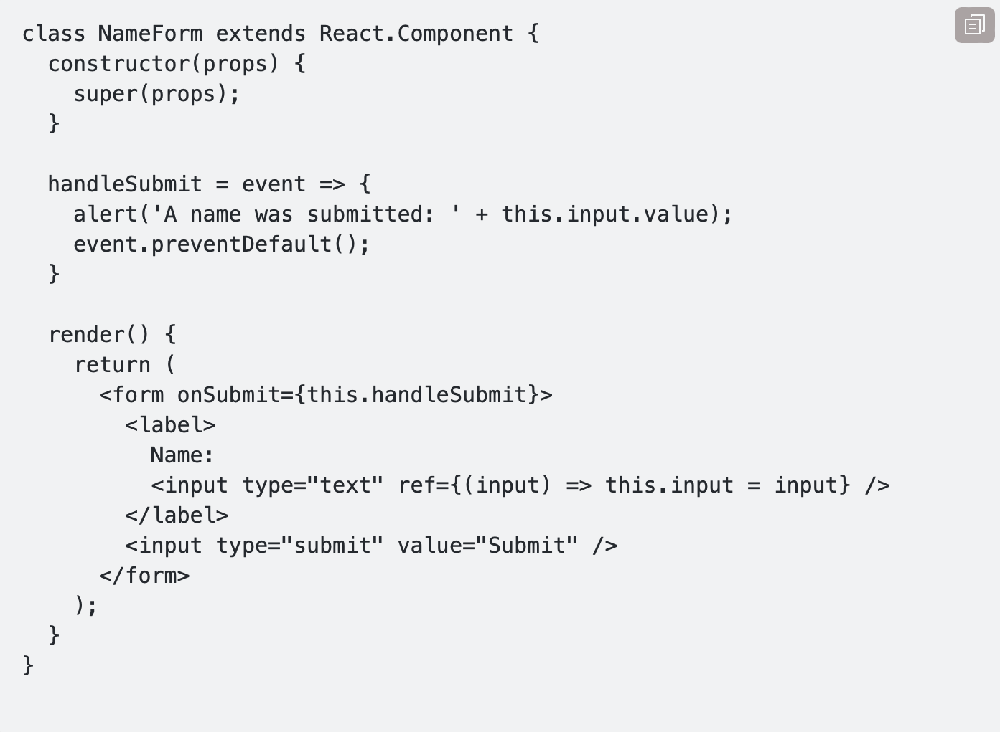 class NameForm extends React.Component {
  constructor(props) {
    super(props);
  }

  handleSubmit = event => {
    alert('A name was submitted: ' + this.input.value);
    event.preventDefault();
  }

  render() {
    return (
      <form onSubmit={this.handleSubmit}>
        <label>
          Name:
          <input type="text" ref={(input) => this.input = input} />
        </label>
        <input type="submit" value="Submit" />
      </form>
    );
  }
}